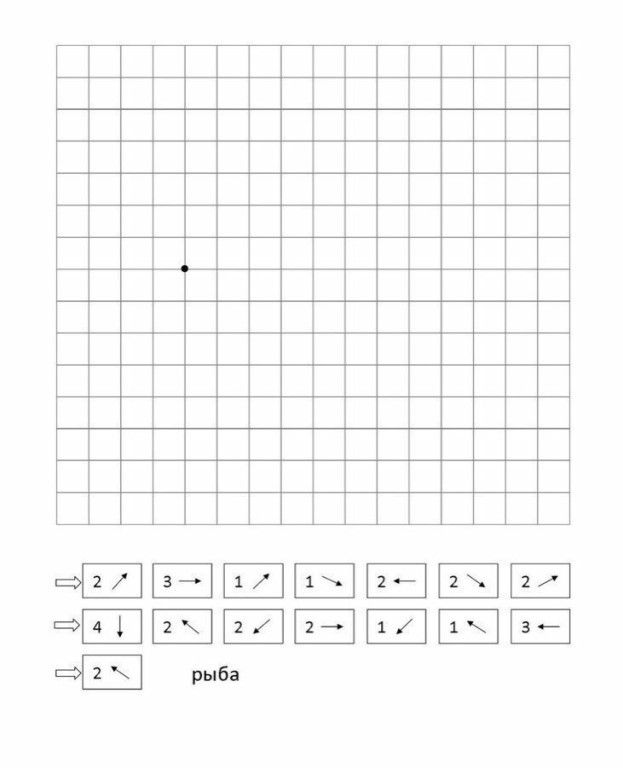 2 ↗ 3 → 1 ↗ 1 ↘ 2 ← 2 ↘ 2 ↗
4 ↓ 2 ↖ 2 ↙ 2 → 1 ↙ 1 ↖ 3 ←
2 ↖ рыба